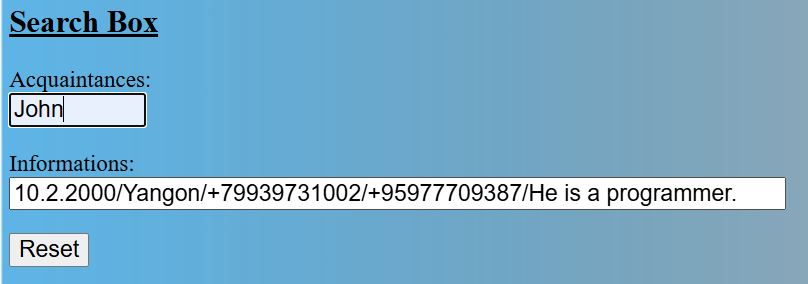 Search Box
Acquaintances:
John
Informations:
10.2.2000/Yangon/+79939731002/+95977709387/He is a programmer.
Reset